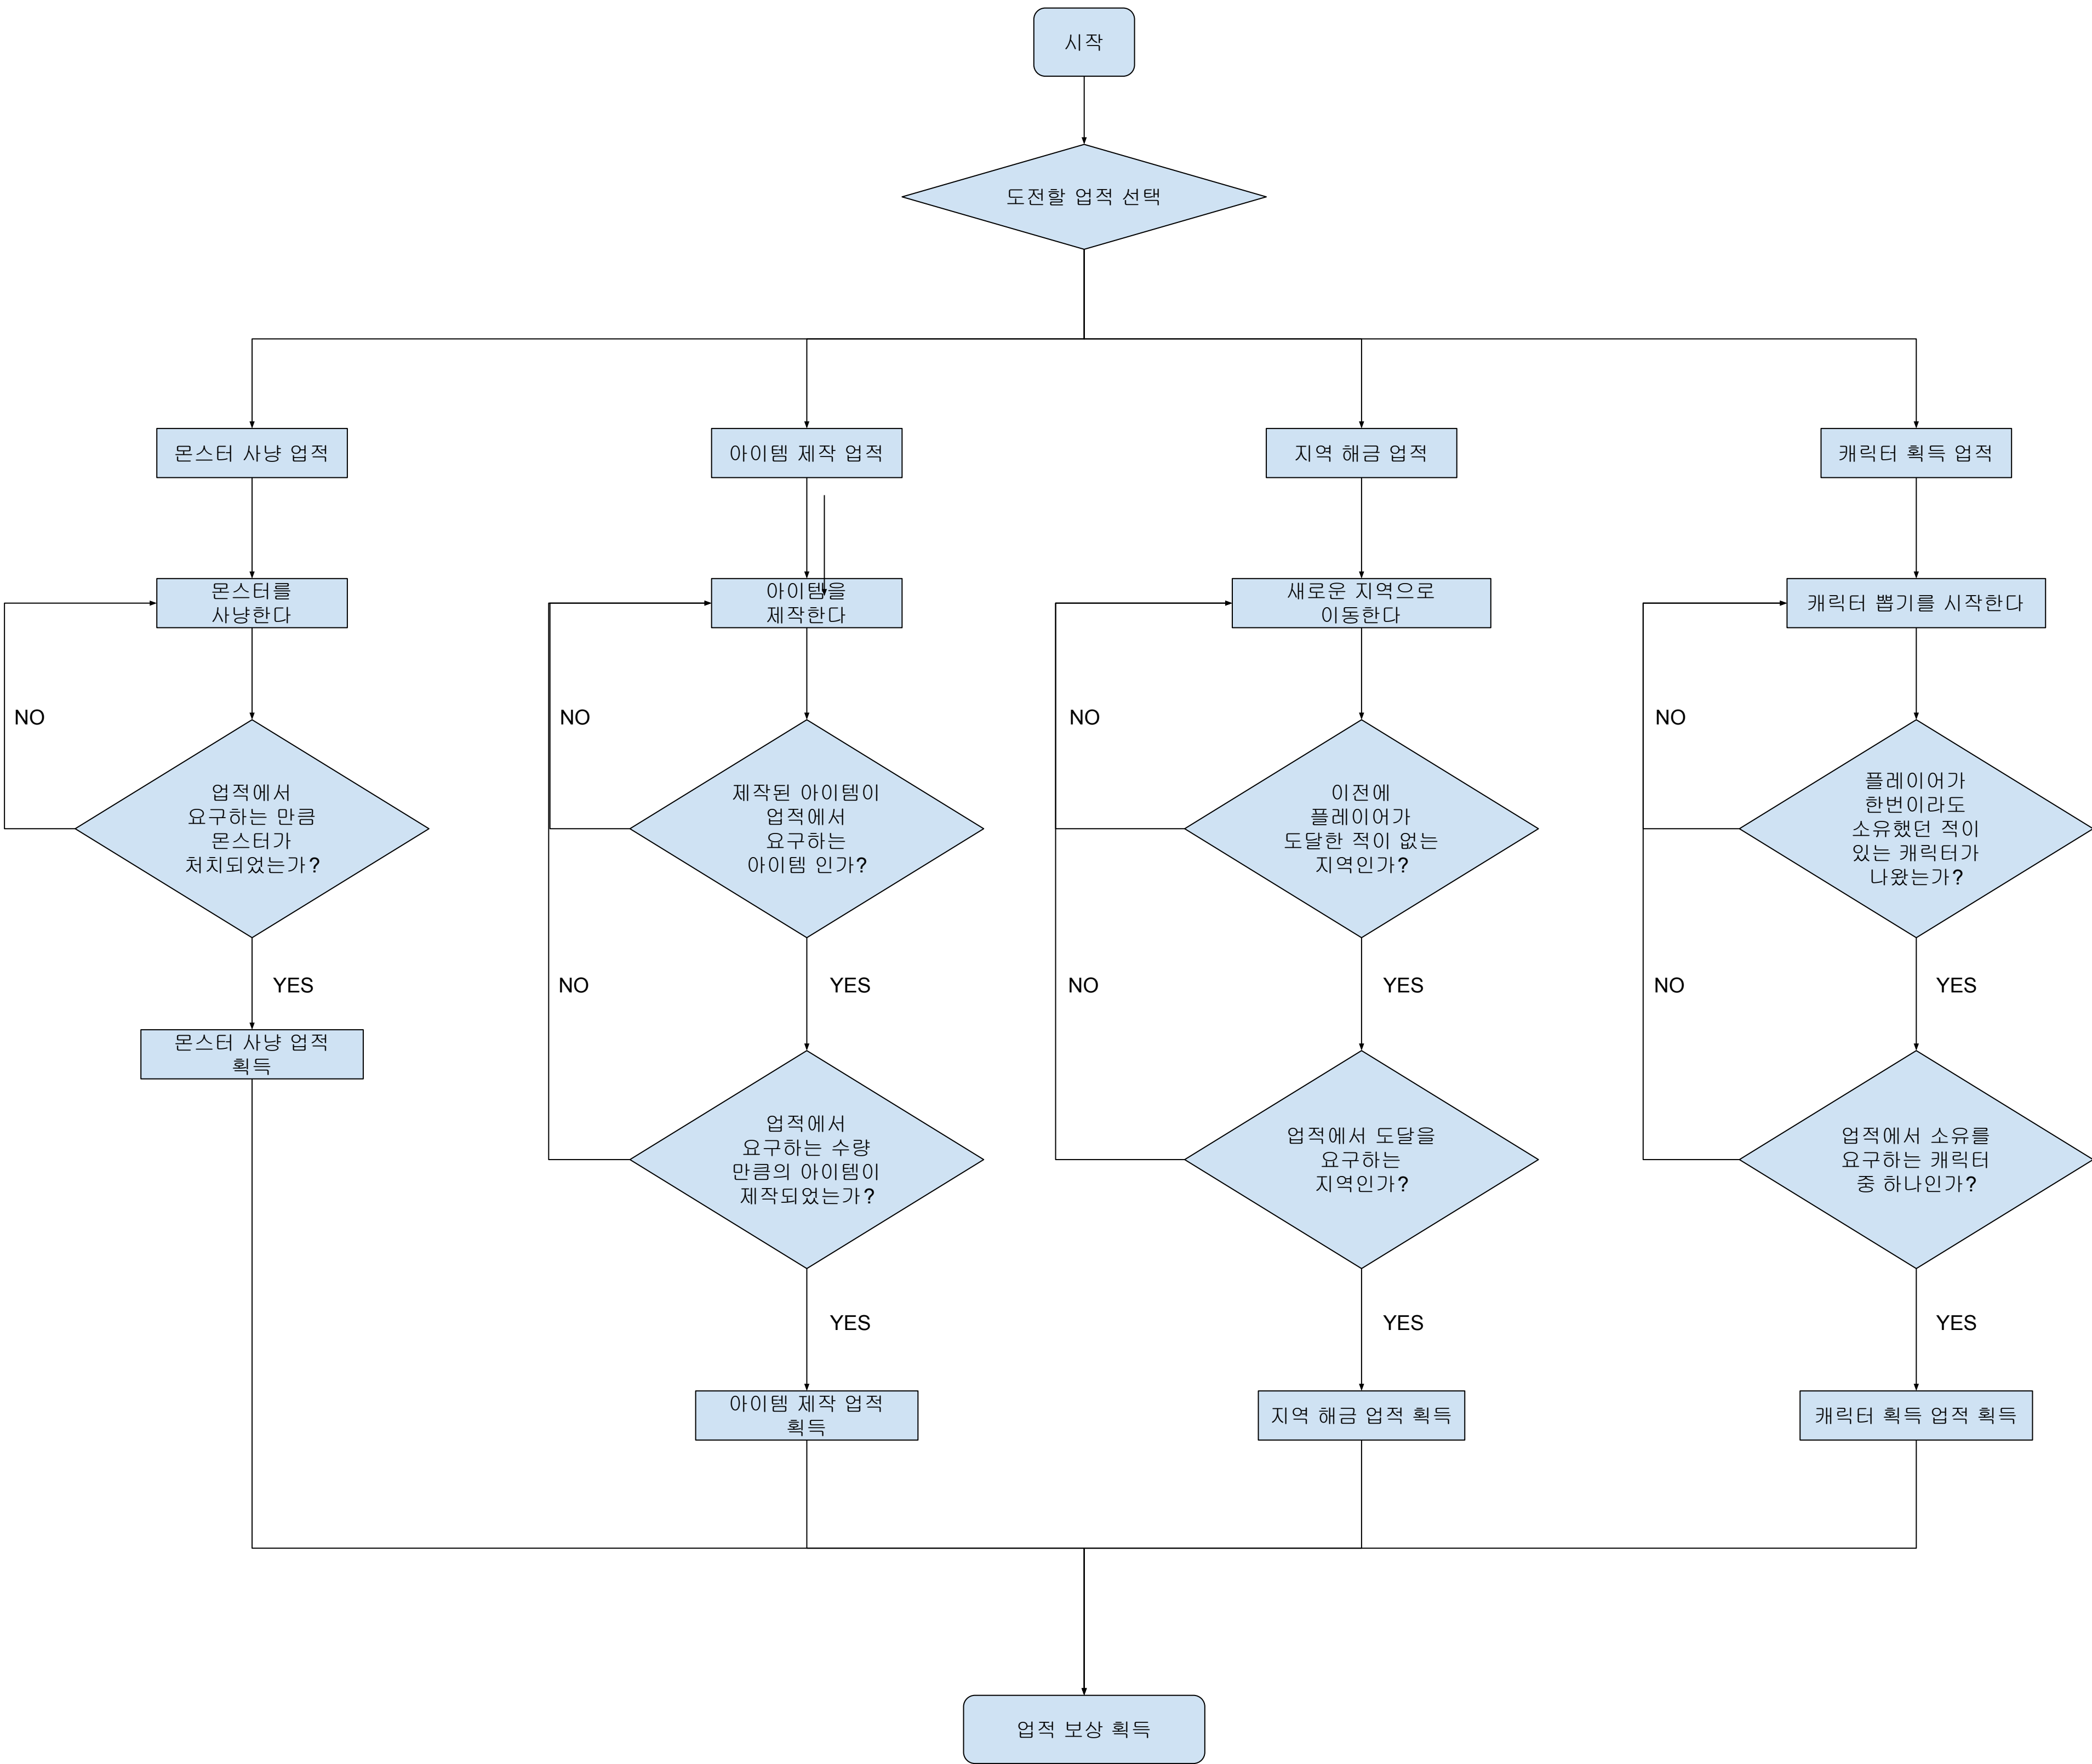 시작
도전할 업적 선택
몬스터 사냥 업적
아이템 제작 업적
지역 해금 업적
캐릭터 획득 업적
몬스터를
사냥한다
아이템을
제작한다
새로운 지역으로
이동한다
캐릭터 뽑기를 시작한다
NO
NO
NO
NO
업적에서
요구하는 만큼
몬스터가
처치되었는가?
제작된 아이템이
업적에서
요구하는
아이템 인가?
이전에
플레이어가
도달한 적이 없는
지역인가?
플레이어가
한번이라도
소유했던 적이
있는 캐릭터가
나왔는가?
YES
NO
YES
NO
YES
NO
YES
몬스터 사냥 업적
획득
업적에서
요구하는 수량
만큼의 아이템이
제작되었는가?
업적에서 도달을
요구하는
지역인가?
업적에서 소유를
요구하는 캐릭터
중 하나인가?
YES
YES
YES
아이템 제작 업적
획득
지역 해금 업적 획득
캐릭터 획득 업적 획득
업적 보상 획득